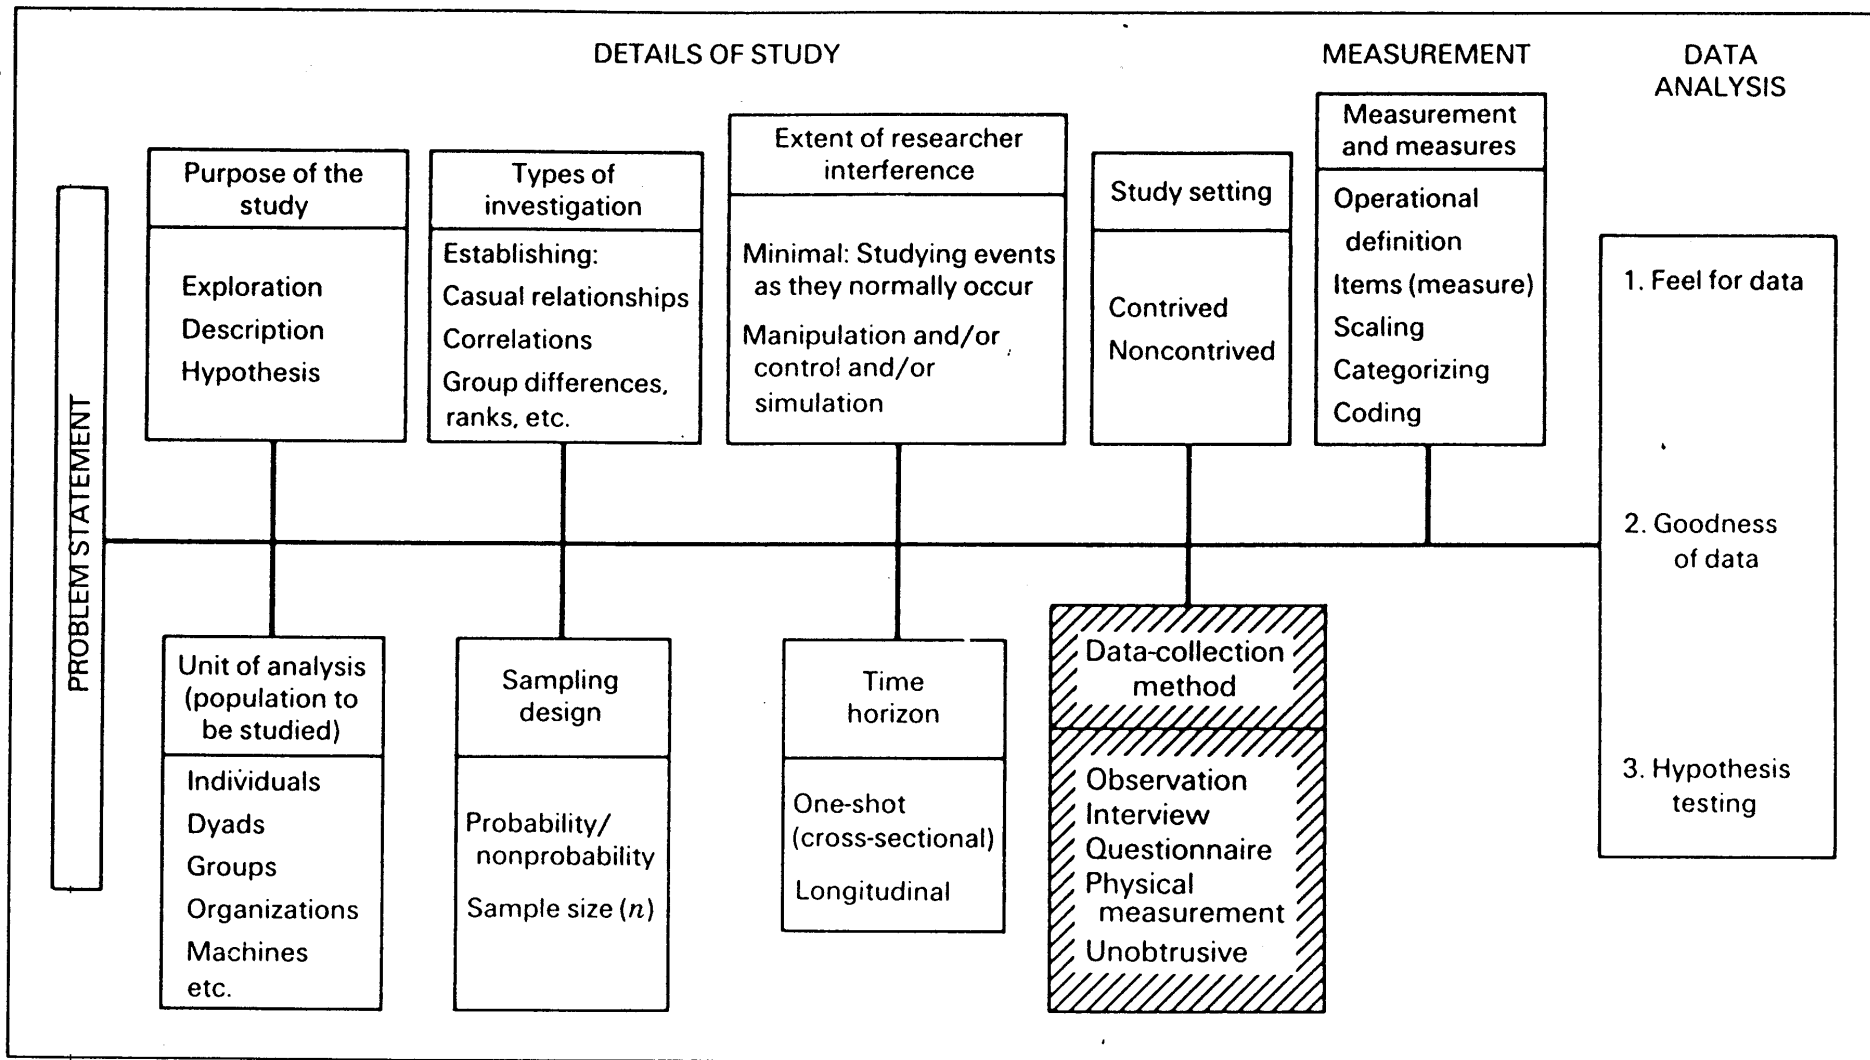 DETAILS OF STUDY
MEASUREMENT
DATA
ANALYSIS
PROBLEM STATEMENT
Purpose of the
study
Exploration
Description
Hypothesis
Types of
investigation
Establishing:
Casual relationships
Correlations
Group differences,
ranks, etc.
Extent of researcher
interference
Minimal: Studying events
as they normally occur
Manipulation and/or
control and/or
simulation
Study setting
Contrived
Noncontrived
Measurement
and measures
Operational
definition
Items (measure)
Scaling
Categorizing
Coding
Unit of analysis
(population to
be studied)
Individuals
Dyads
Groups
Organizations
Machines
etc.
Sampling
design
Probability/
nonprobability
Sample size (n)
Time
horizon
One-shot
(cross-sectional)
Longitudinal
Data-collection
method
Observation
Interview
Questionnaire
Physical
measurement
Unobtrusive
1. Feel for data
2. Goodness
of data
3. Hypothesis
testing